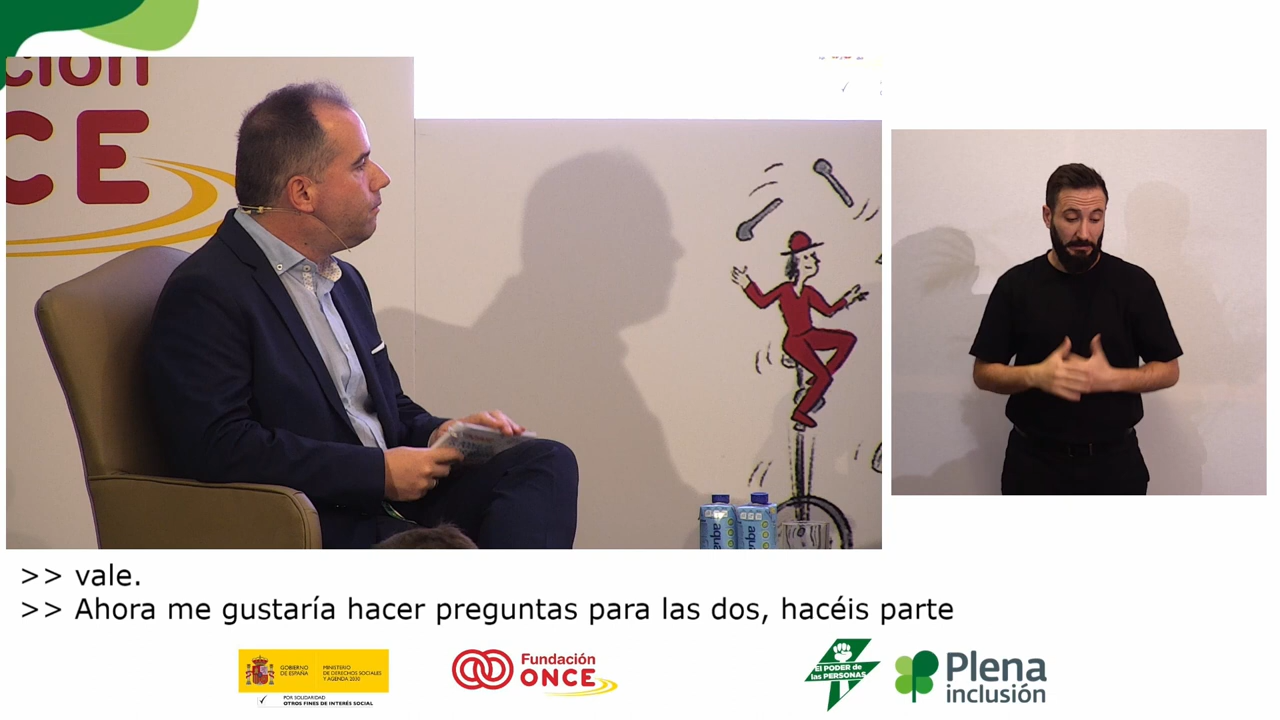 ción
CE
aqua
aqua
>> vale.
>> Ahora me gustaría hacer preguntas para las dos, hacéis parte
GOBIERNO
DE ESPAÑA
MINISTERIO
DE DERECHOS SOCIALES
Y AGENDA 2030
POR SOLIDARIDAD
OTROS FINES DE INTERÉS SOCIAL
Fundación
ONCE
El PODER de
las PERSONAS
Plena
inclusión